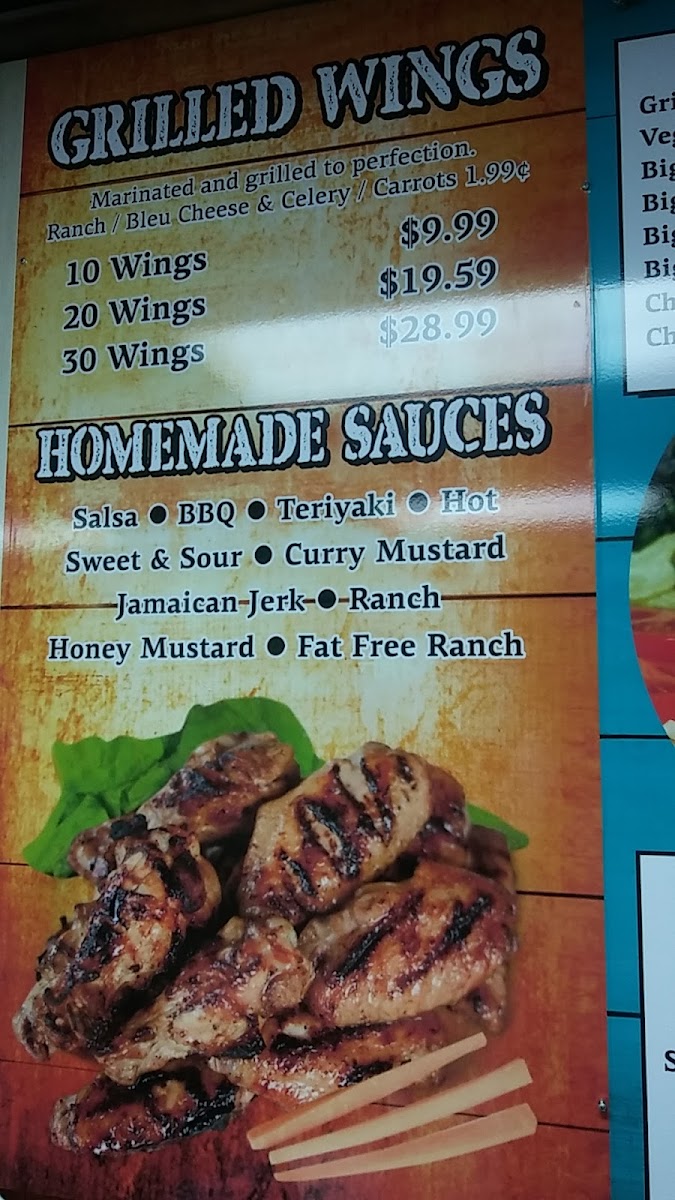 GRILLED WINGS
Marinated and grilled to perfection.
Ranch / Bleu Cheese & Celery / Carrots 1.99¢
10 Wings $9.99
20 Wings $19.59
30 Wings $28.99
HOMEMADE SAUCES
Salsa ● BBQ ● Teriyaki ● Hot
Sweet & Sour ● Curry Mustard
Jamaican Jerk ● Ranch
Honey Mustard ● Fat Free Ranch
Gri
Veg
Big
Big
Big
Big
Ch
Ch
S